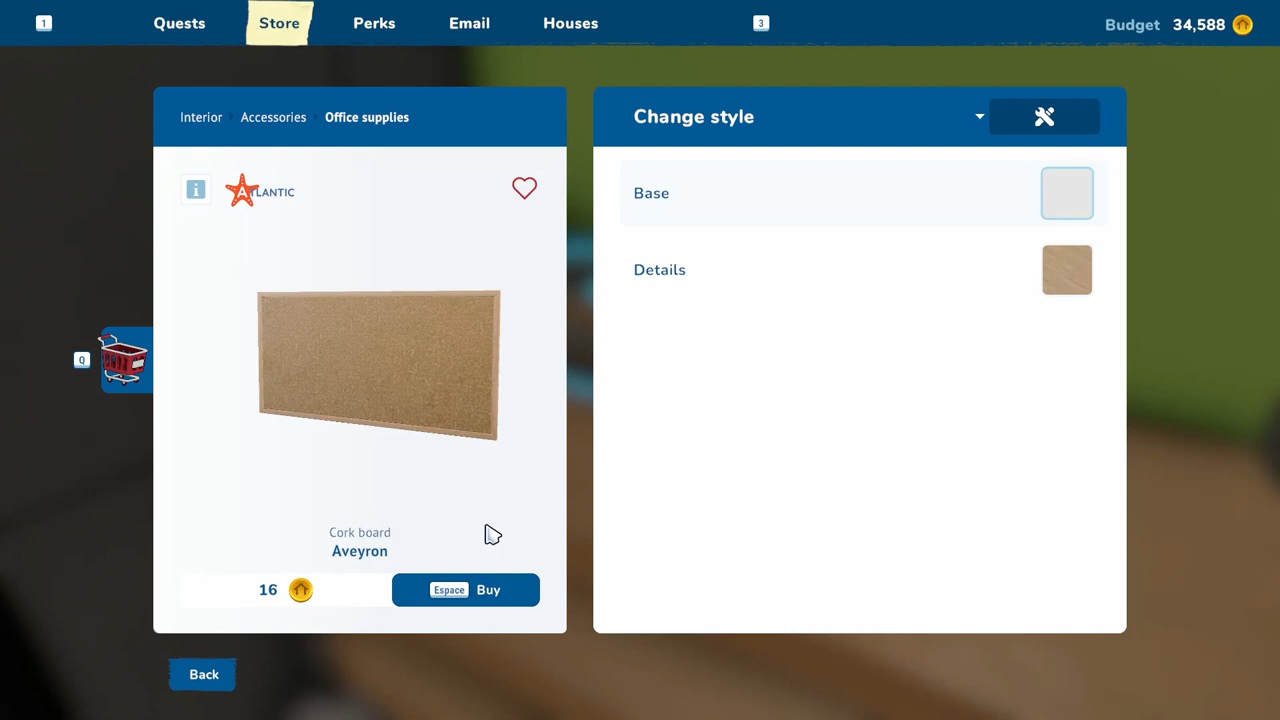 1 Quests Store Perks Email Houses 3 Budget 34,588
Interior Accessories Office supplies
Change style
i ATLANTIC
Base
Details
Q
Cork board
Aveyron
16 Espace Buy
Back